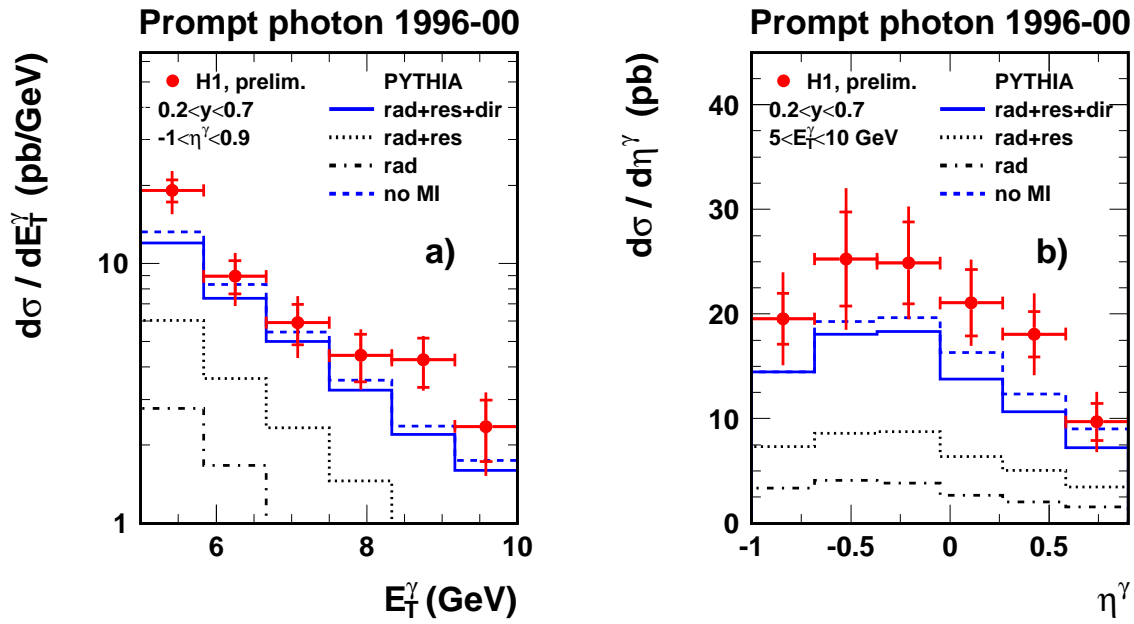 Prompt photon 1996-00
dσ / dE_T^γ (pb/GeV)
H1, prelim.
0.2<y<0.7
-1<η^γ<0.9
PYTHIA
rad+res+dir
rad+res
rad
no MI
a)
10
1
6
8
10
E_T^γ (GeV)
Prompt photon 1996-00
dσ / dη^γ (pb)
H1, prelim.
0.2<y<0.7
5<E_T^γ<10 GeV
PYTHIA
rad+res+dir
rad+res
rad
no MI
b)
40
30
20
10
0
-1
-0.5
0
0.5
η^γ